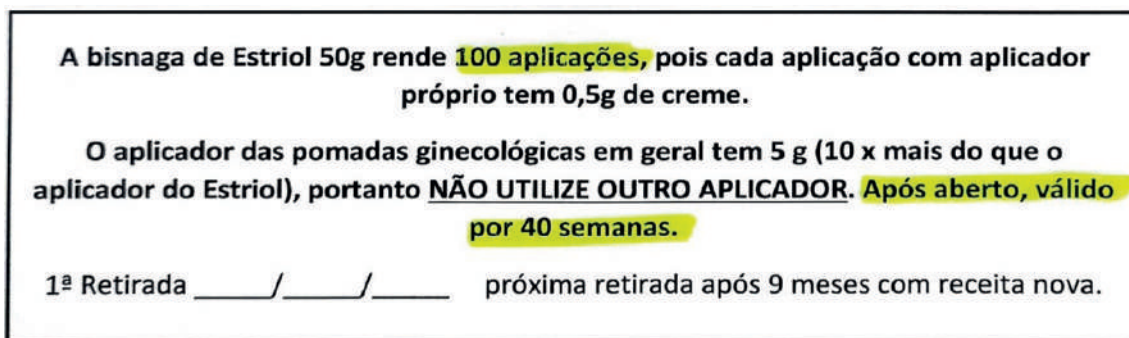 A bisnaga de Estriol 50g rende 100 aplicações, pois cada aplicação com aplicador
próprio tem 0,5g de creme.
O aplicador das pomadas ginecológicas em geral tem 5 g (10 x mais do que o
aplicador do Estriol), portanto NÃO UTILIZE OUTRO APLICADOR. Após aberto, válido
por 40 semanas.
1ª Retirada _____/_____/_____ próxima retirada após 9 meses com receita nova.